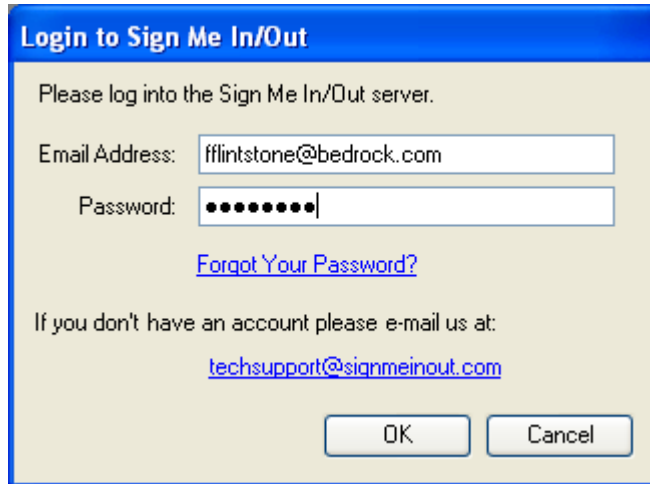 Login to Sign Me In/Out
Please log into the Sign Me In/Out server.
Email Address: fflintstone@bedrock.com
Password: ●●●●●●●●
Forgot Your Password?
If you don't have an account please e-mail us at:
techsupport@signmeinout.com
OK Cancel